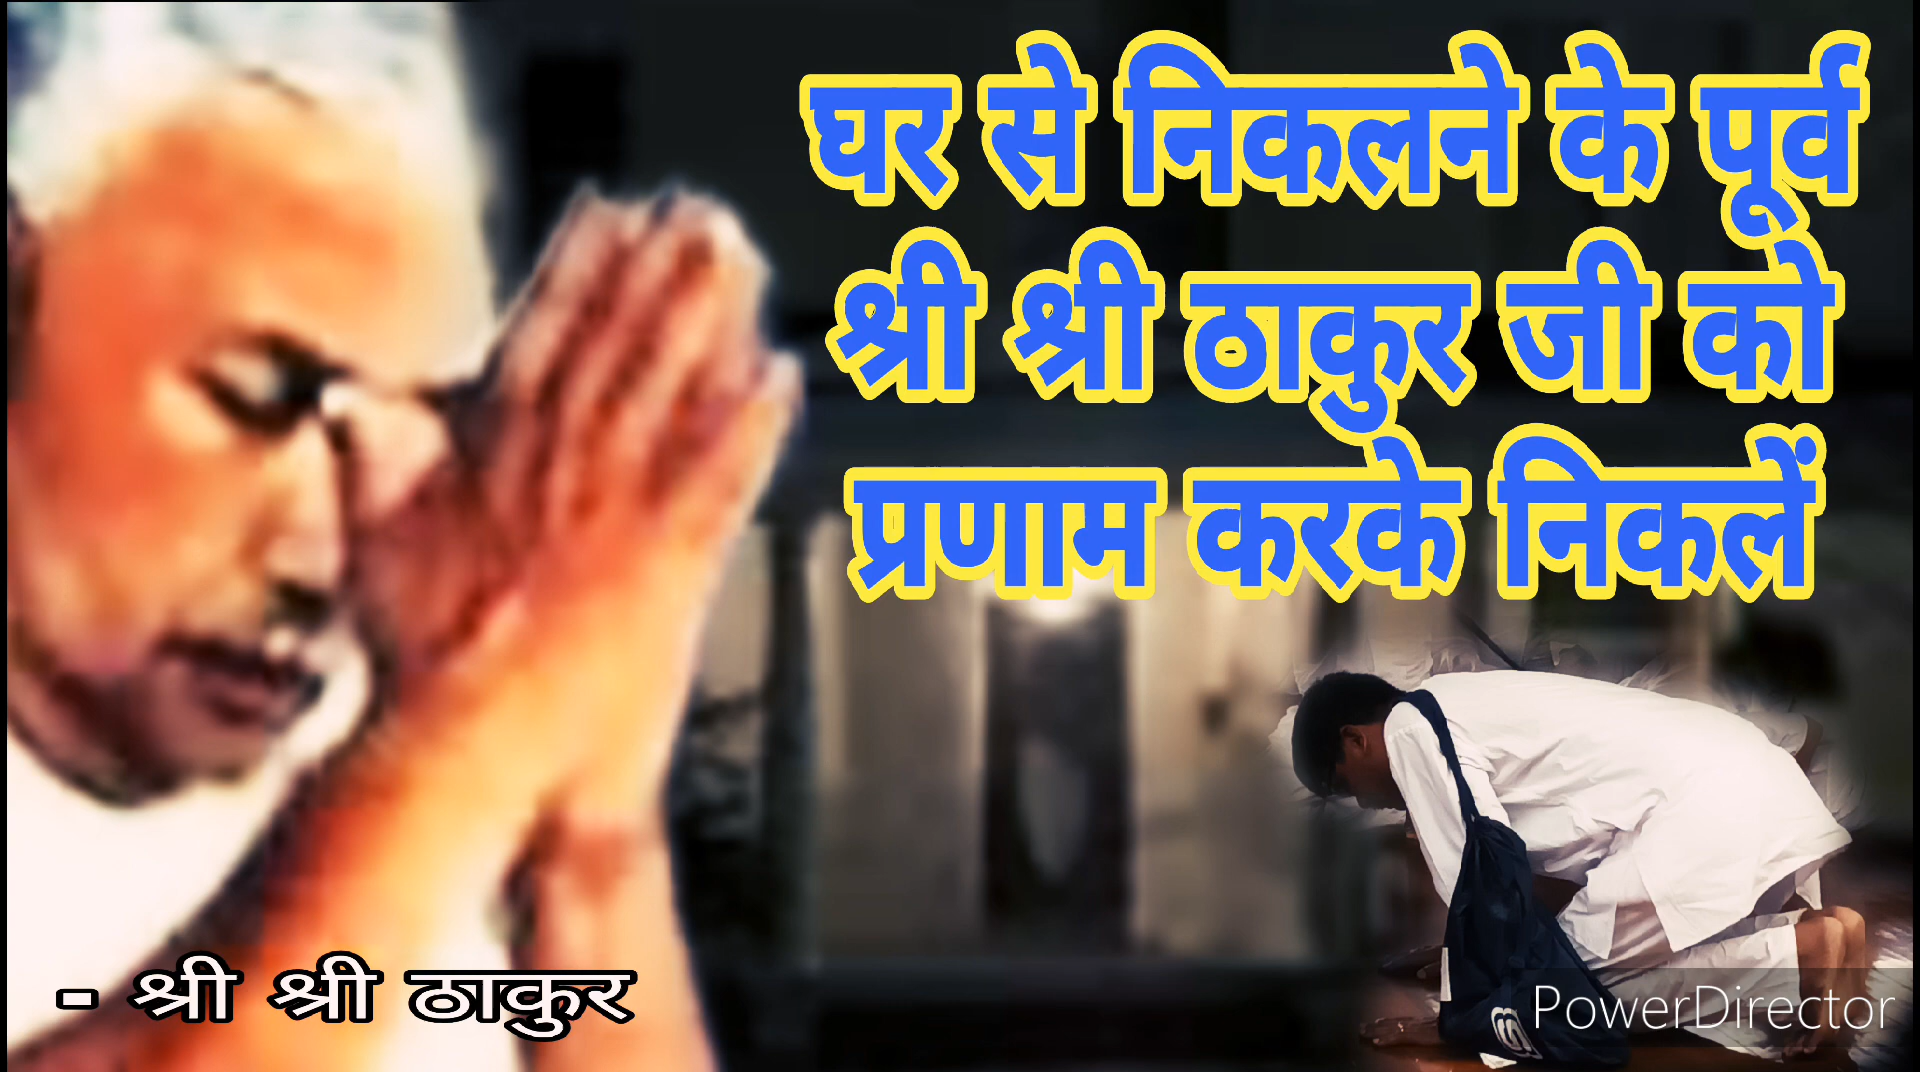 घर से निकलने के पूर्व
श्री श्री ठाकुर जी को
प्रणाम करके निकलें
- श्री श्री ठाकुर
PowerDirector